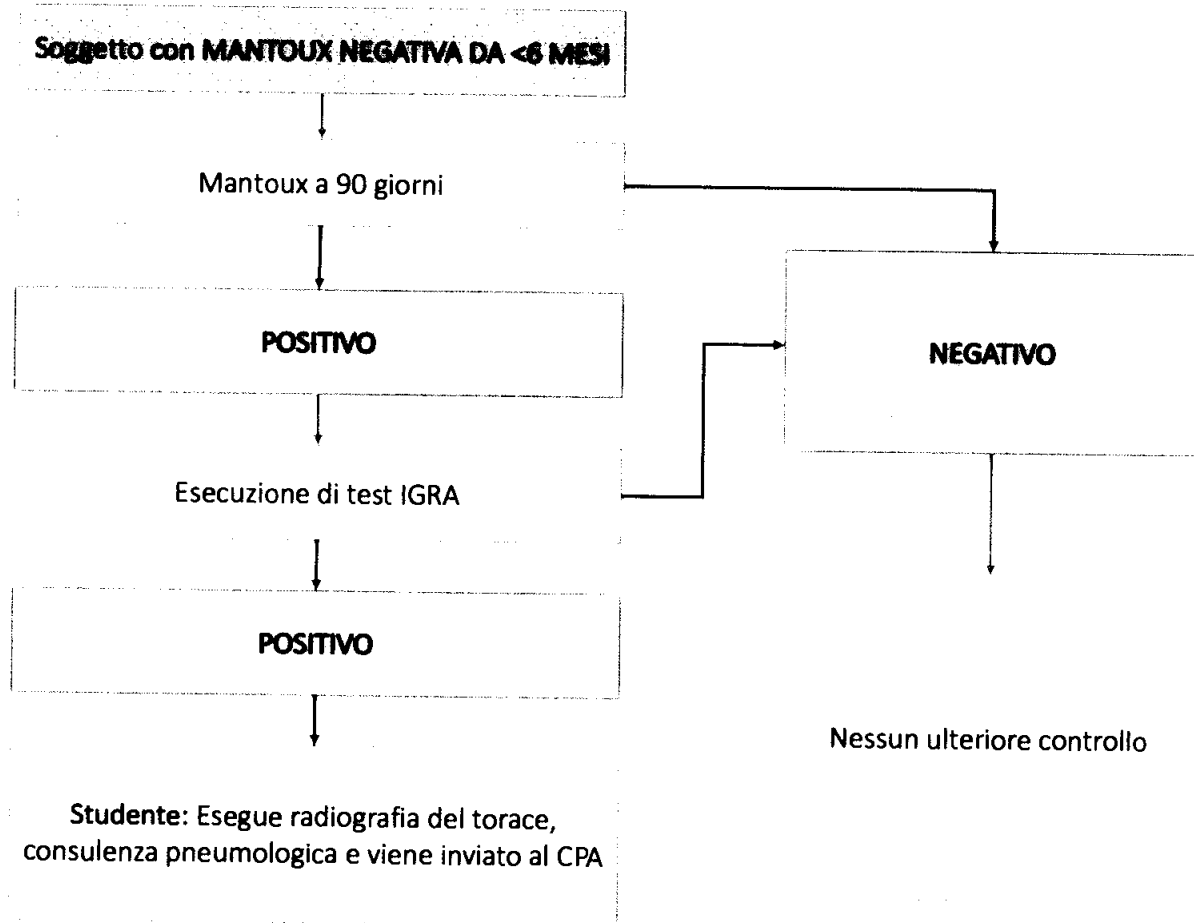 Soggetto con MANTOUX NEGATIVA DA <6 MESI
Mantoux a 90 giorni
POSITIVO
NEGATIVO
Esecuzione di test IGRA
POSITIVO
Nessun ulteriore controllo
Studente: Esegue radiografia del torace,
consulenza pneumologica e viene inviato al CPA